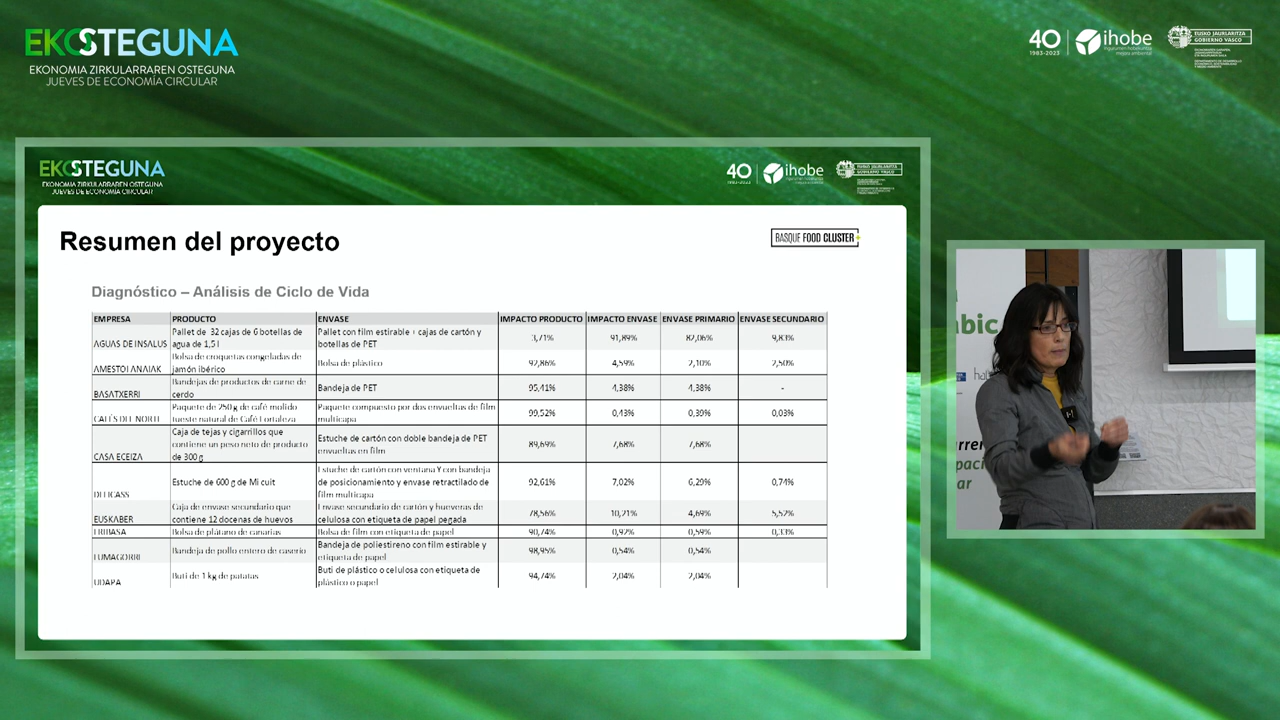 EKOSTEGUNA
EKONOMIA ZIRKULARRAREN OSTEGUNA
JUEVES DE ECONOMÍA CIRCULAR
40
1983-2023
ihobe
EUSKO JAURLARITZA
GOBIERNO VASCO
EKOSTEGUNA
EKONOMIA ZIRKULARRAREN OSTEGUNA
JUEVES DE ECONOMÍA CIRCULAR
40
1983-2023
ihobe
EUSKO JAURLARITZA
GOBIERNO VASCO
Resumen del proyecto
BASQUE FOOD CLUSTER
Diagnóstico – Análisis de Ciclo de Vida
EMPRESA PRODUCTO ENVASE IMPACTO PRODUCTO IMPACTO ENVASE ENVASE PRIMARIO ENVASE SECUNDARIO
AGUAS DE INSALUS Pallet de 32 cajas de 6 botellas de agua de 1,5 l Pallet con film estirable + cajas de cartón y botellas de PET 3,71% 91,89% 82,06% 9,83%
AMESTOI ANAIAK Bolsa de croquetas congeladas de jamón ibérico Bolsa de plástico 92,86% 4,59% 2,10% 2,50%
BASATXERRI Bandejas de productos de carne de cerdo Bandeja de PET 95,41% 4,38% 4,38% -
CAFÉS DEL NORTE Paquete de 250 g de café molido tueste natural de Café Fortaleza Paquete compuesto por dos envueltas de film multicapa 99,52% 0,43% 0,39% 0,03%
CASA ECEIZA Caja de tejas y cigarrillos que contiene un peso neto de producto de 300 g Estuche de cartón con doble bandeja de PET envueltas en film 89,69% 7,68% 7,68%
DELICASS Estuche de 600 g de Mi cuit Estuche de cartón con ventana Y con bandeja de posicionamiento y envase retractilado de film multicapa 92,61% 7,02% 6,29% 0,74%
EUSKABER Caja de envase secundario que contiene 12 docenas de huevos Envase secundario de cartón y hueveras de celulosa con etiqueta de papel pegada 78,56% 10,21% 4,69% 5,52%
ERIBASA Bolsa de plátano de canarias Bolsa de film con etiqueta de papel 90,74% 0,92% 0,59% 0,33%
LUMAGORRI Bandeja de pollo entero de caserío Bandeja de poliestireno con film estirable y etiqueta de papel 98,95% 0,54% 0,54%
UDAPA Buti de 1 kg de patatas Buti de plástico o celulosa con etiqueta de plástico o papel 94,74% 2,04% 2,04%